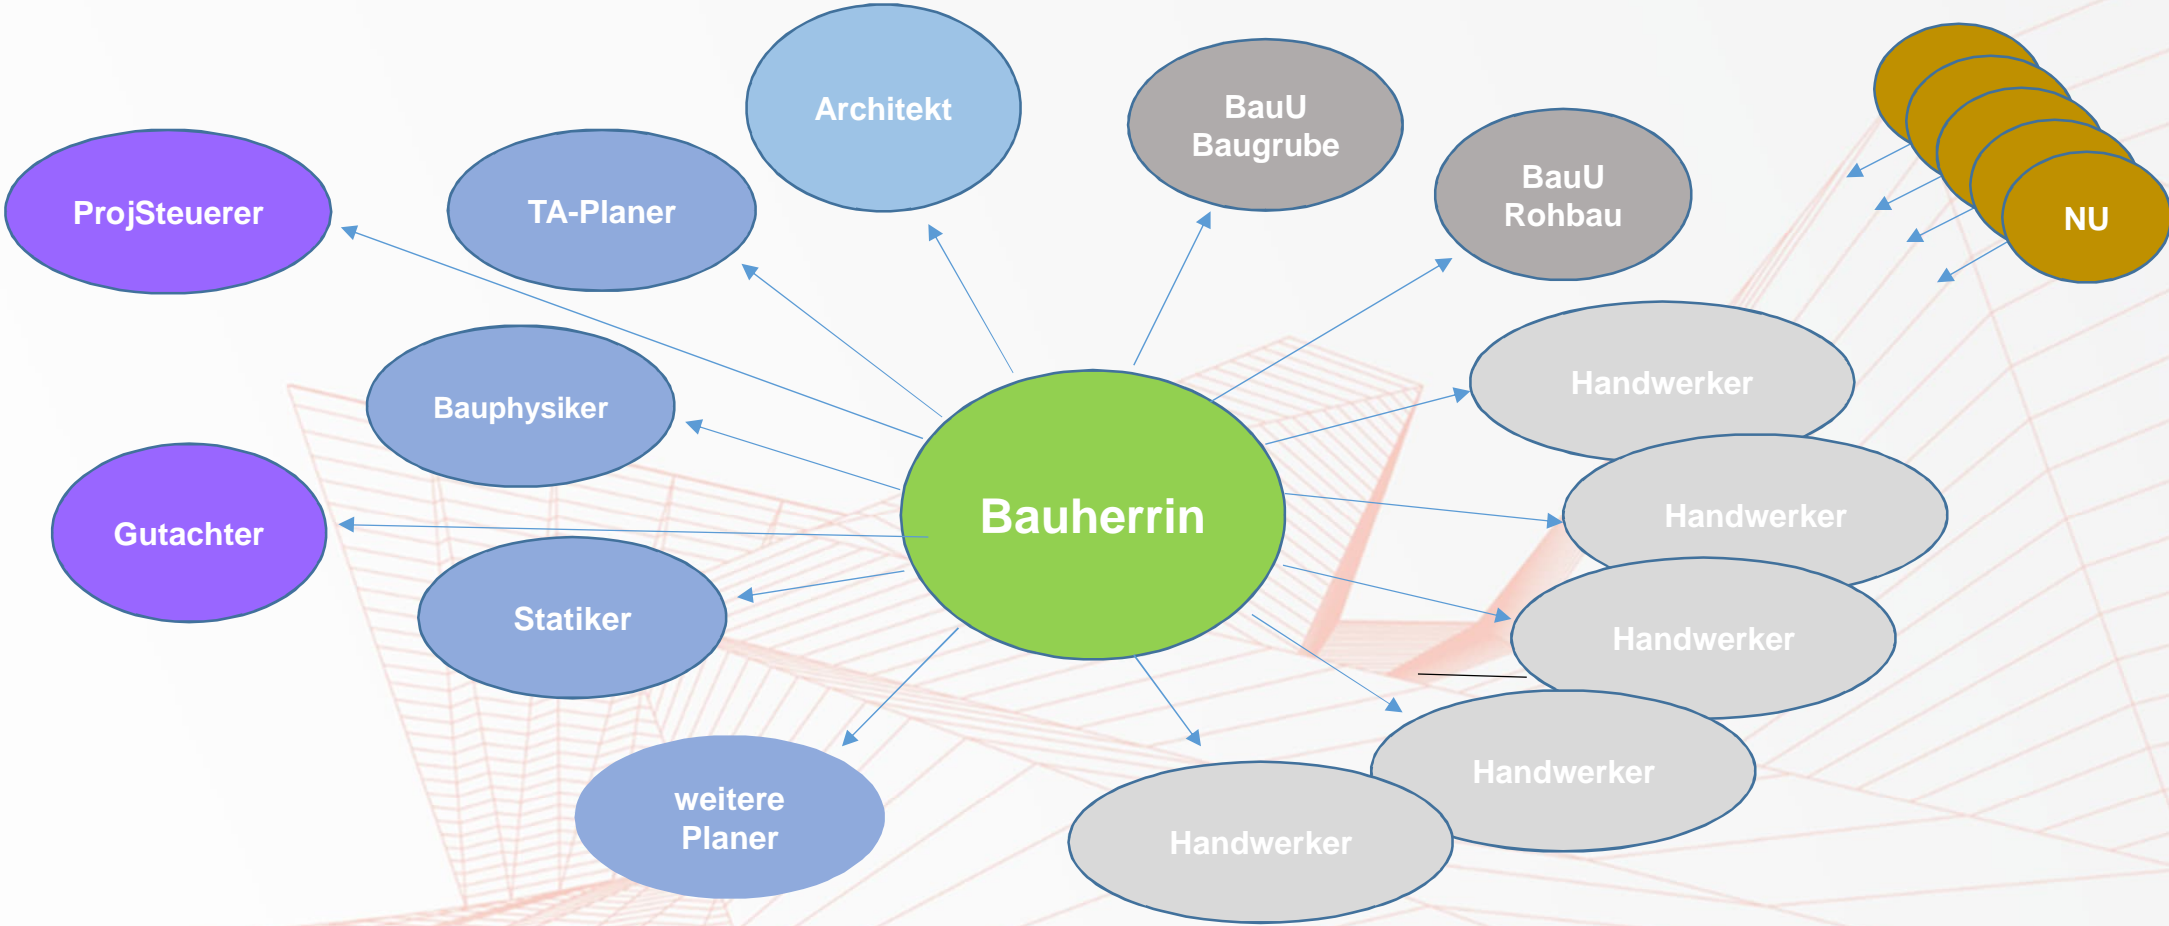 Architekt
BauU
Baugrube
BauU
Rohbau
NU
ProjSteuerer
TA-Planer
Handwerker
Bauphysiker
Handwerker
Bauherrin
Gutachter
Statiker
Handwerker
Handwerker
weitere
Planer
Handwerker